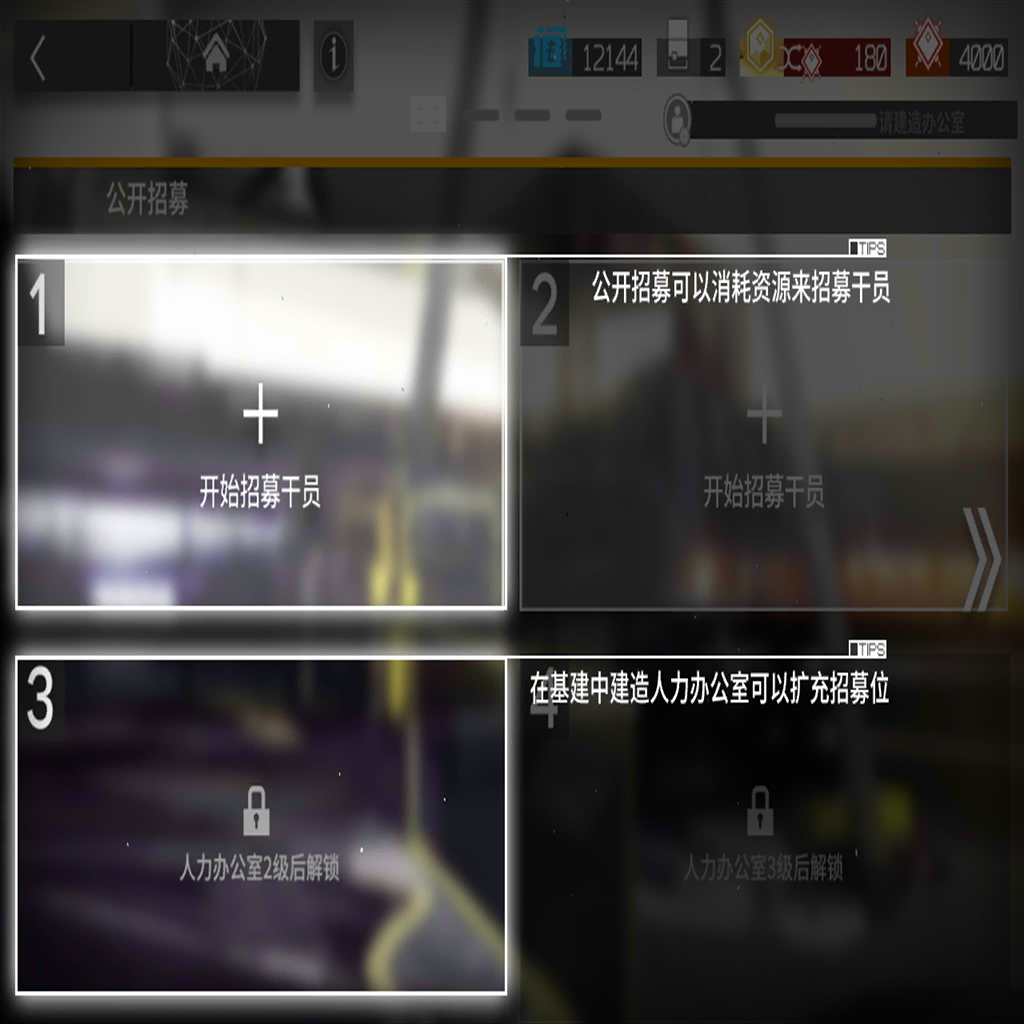 12144
2
180
4000
请建造办公室
公开招募
TIPS
1
2
公开招募可以消耗资源来招募干员
开始招募干员
开始招募干员
TIPS
3
4
在基建中建造人力办公室可以扩充招募位
人力办公室2级后解锁
人力办公室3级后解锁